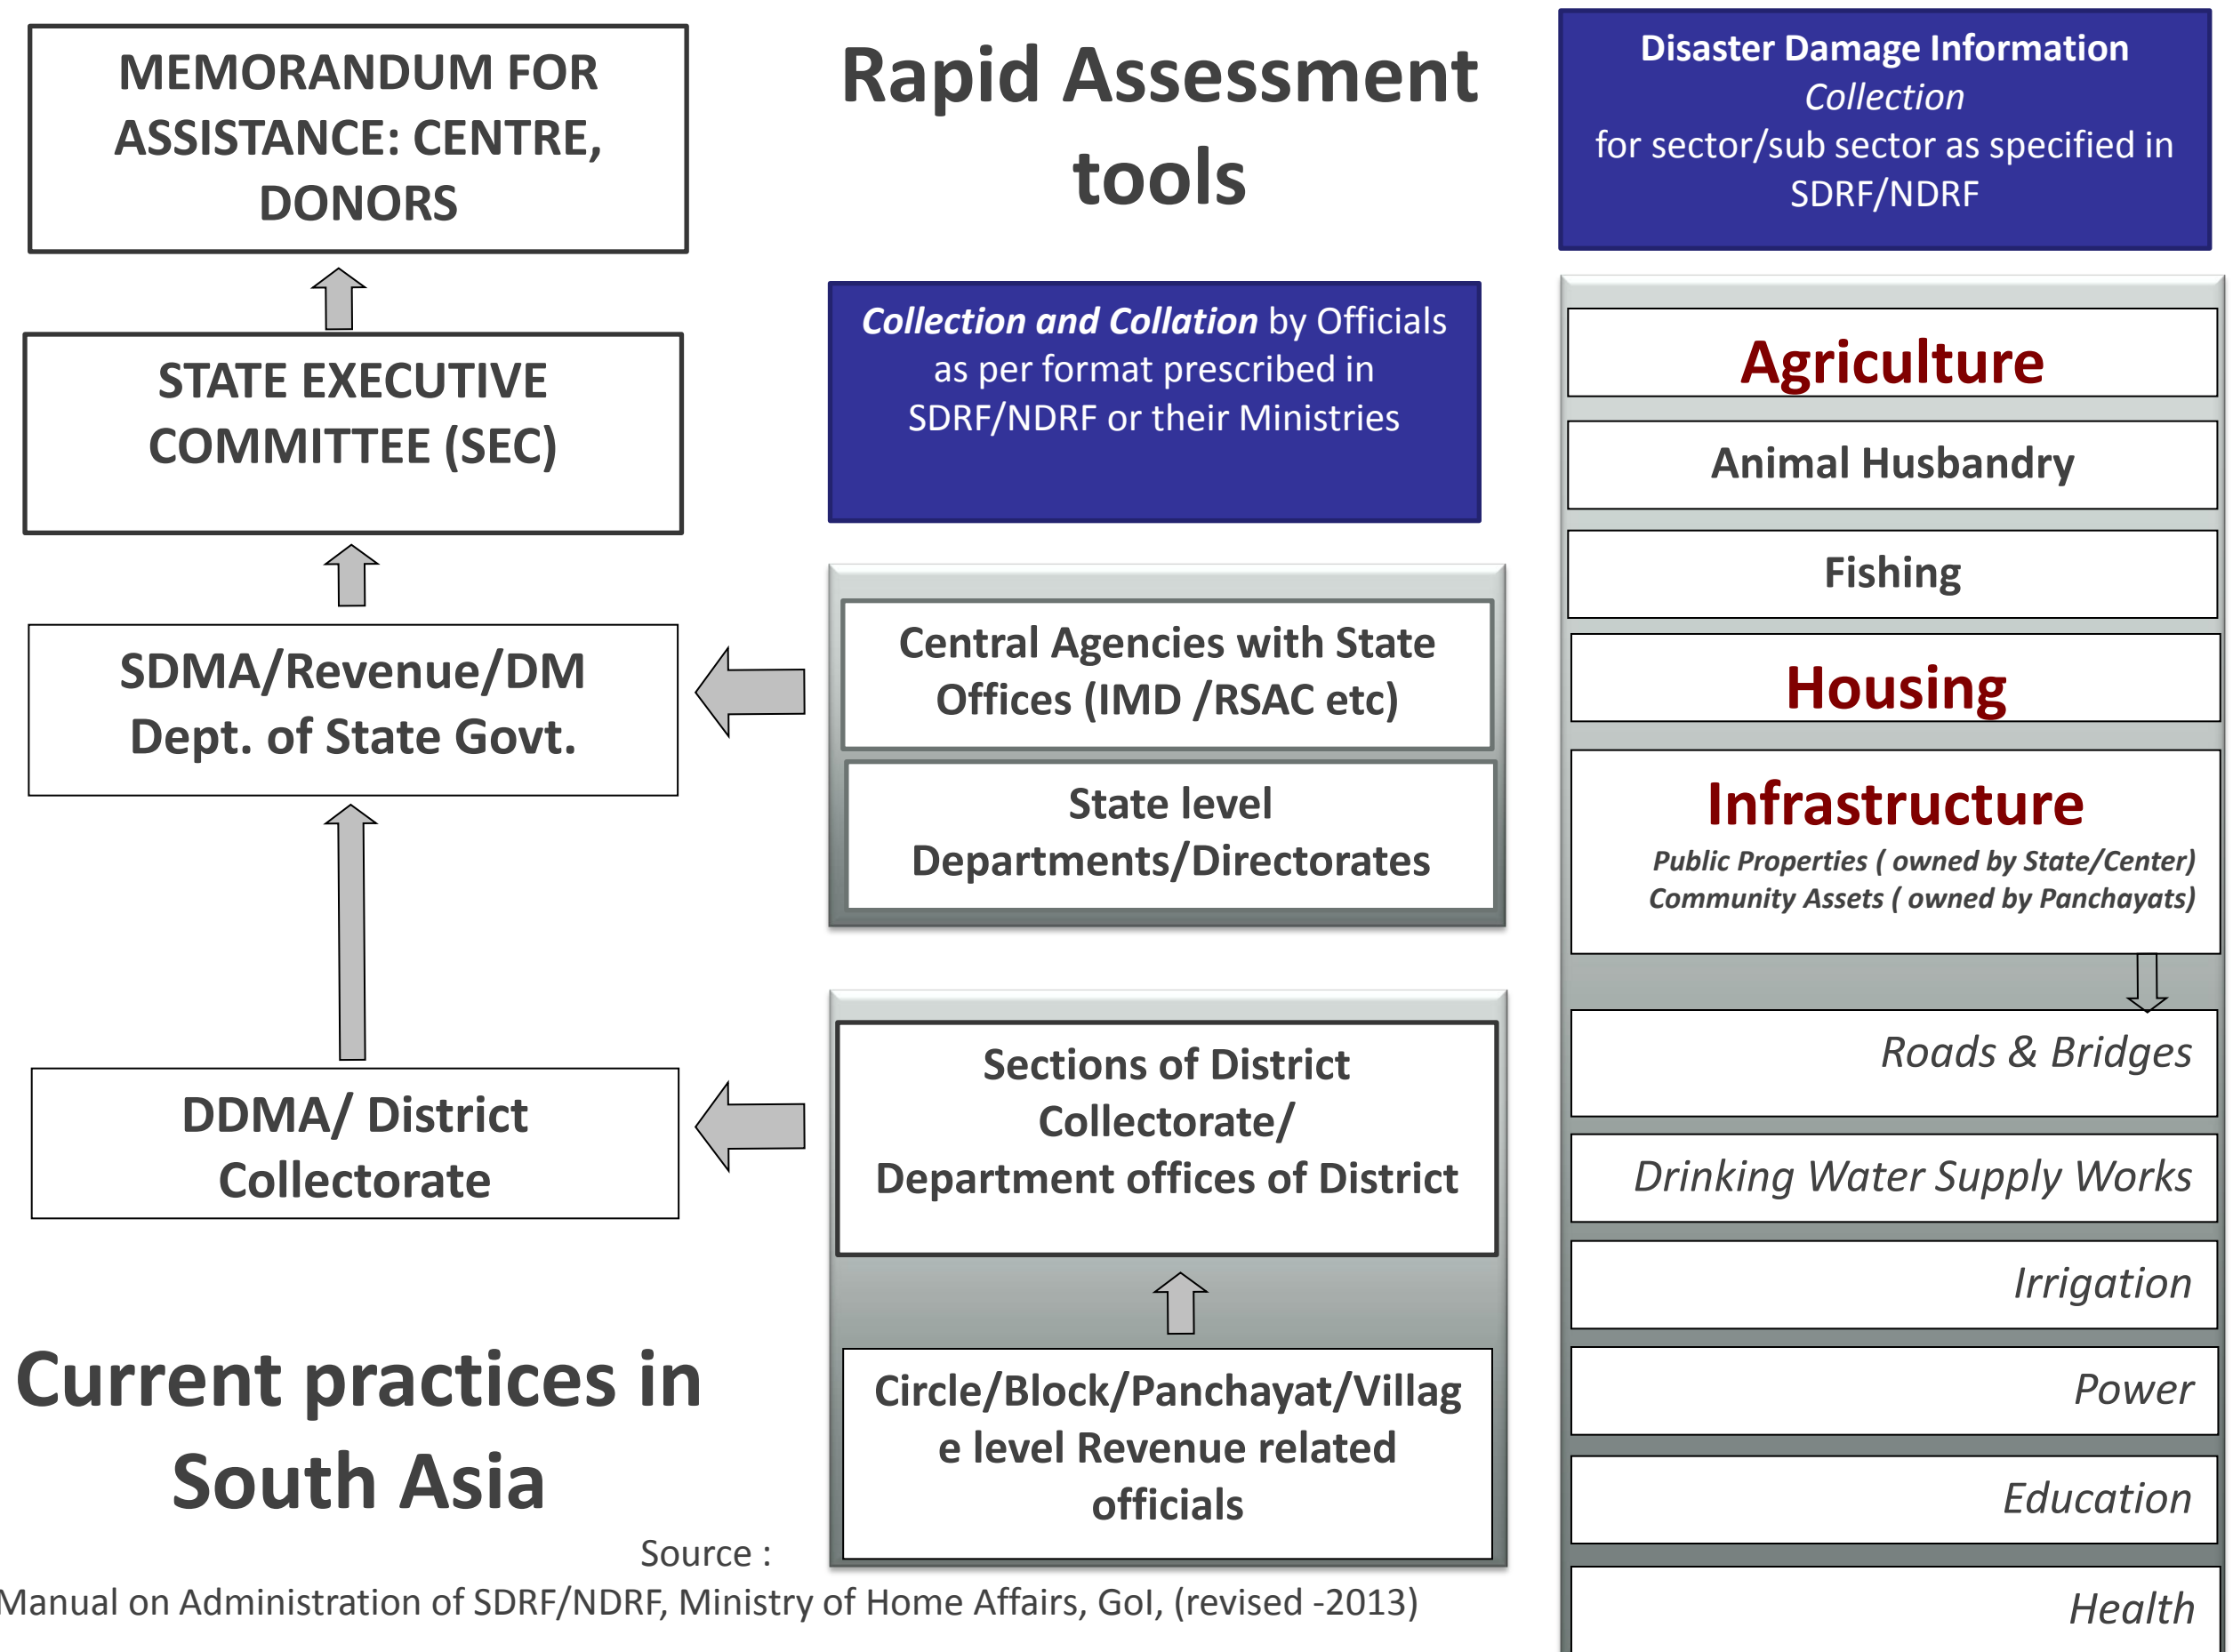 MEMORANDUM FOR
ASSISTANCE: CENTRE,
DONORS
STATE EXECUTIVE
COMMITTEE (SEC)
SDMA/Revenue/DM
Dept. of State Govt.
DDMA/ District
Collectorate
Current practices in
South Asia
Rapid Assessment
tools
Collection and Collation by Officials
as per format prescribed in
SDRF/NDRF or their Ministries
Central Agencies with State
Offices (IMD /RSAC etc)
State level
Departments/Directorates
Sections of District
Collectorate/
Department offices of District
Circle/Block/Panchayat/Villag
e level Revenue related
officials
Source :
Manual on Administration of SDRF/NDRF, Ministry of Home Affairs, GoI, (revised -2013)
Disaster Damage Information
Collection
for sector/sub sector as specified in
SDRF/NDRF
Agriculture
Animal Husbandry
Fishing
Housing
Infrastructure
Public Properties ( owned by State/Center)
Community Assets ( owned by Panchayats)
Roads & Bridges
Drinking Water Supply Works
Irrigation
Power
Education
Health